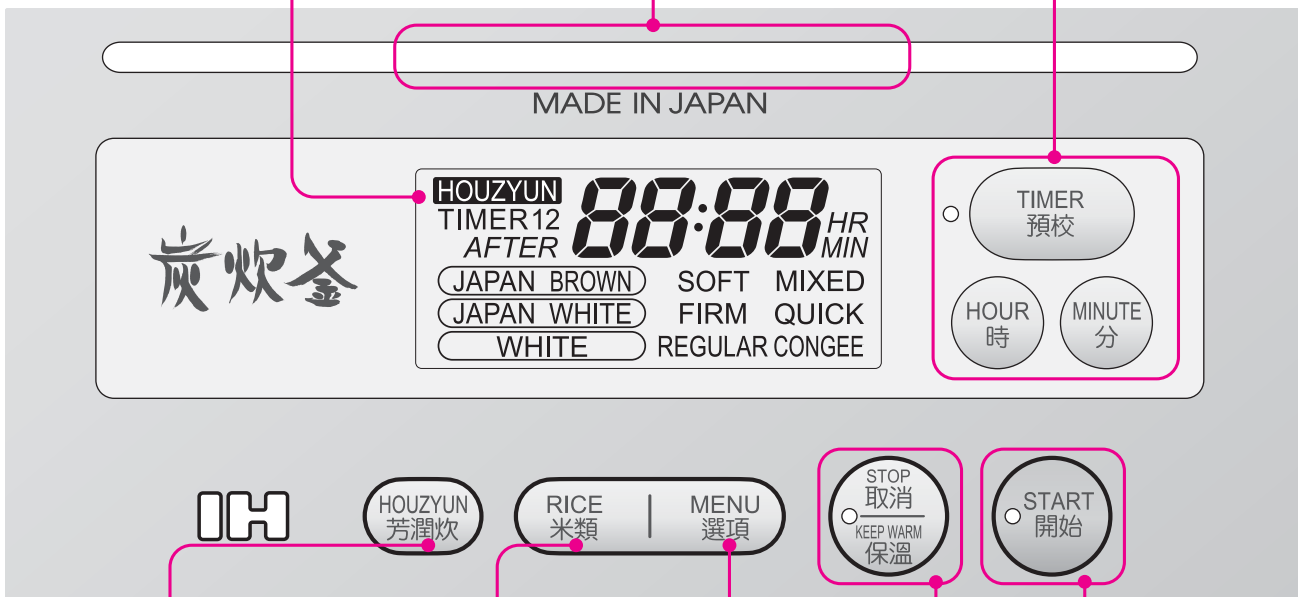 MADE IN JAPAN
炭炊釜
HOUZYUN
TIMER12
AFTER
88:88
HR
MIN
JAPAN BROWN
SOFT
MIXED
JAPAN WHITE
FIRM
QUICK
WHITE
REGULAR
CONGEE
TIMER
預校
HOUR
時
MINUTE
分
IH
HOUZYUN
芳潤炊
RICE
米類
MENU
選項
STOP
取消
KEEP WARM
保溫
START
開始